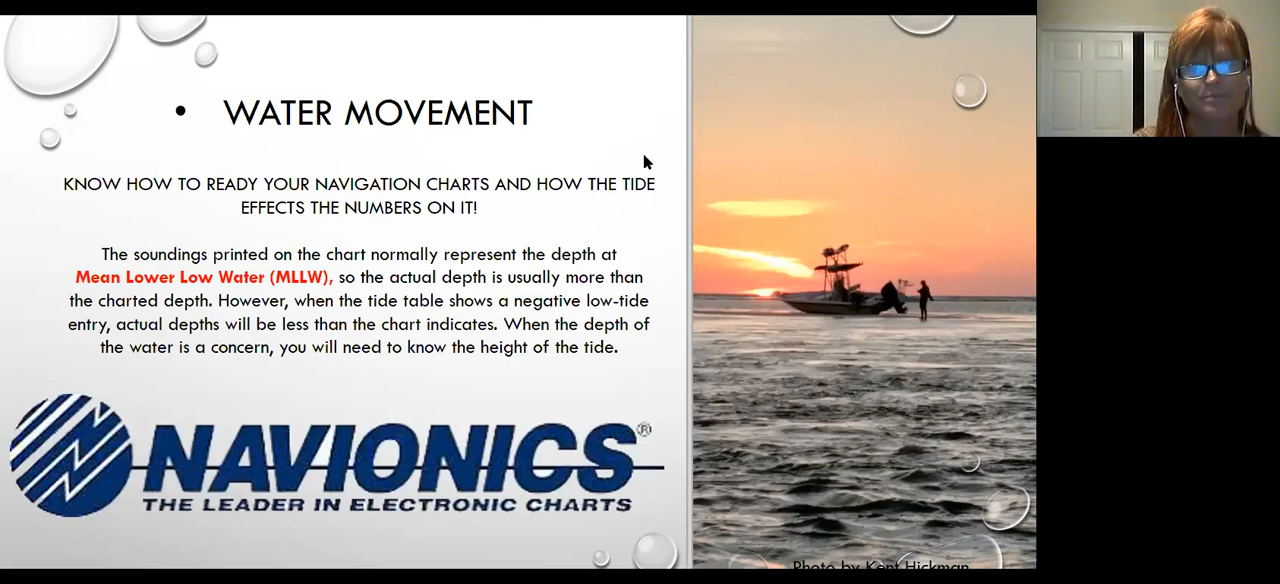 • WATER MOVEMENT
KNOW HOW TO READY YOUR NAVIGATION CHARTS AND HOW THE TIDE
EFFECTS THE NUMBERS ON IT!
The soundings printed on the chart normally represent the depth at
Mean Lower Low Water (MLLW), so the actual depth is usually more than
the charted depth. However, when the tide table shows a negative low-tide
entry, actual depths will be less than the chart indicates. When the depth of
the water is a concern, you will need to know the height of the tide.
NAVIONICS®
THE LEADER IN ELECTRONIC CHARTS
Photo by Kent Hickman